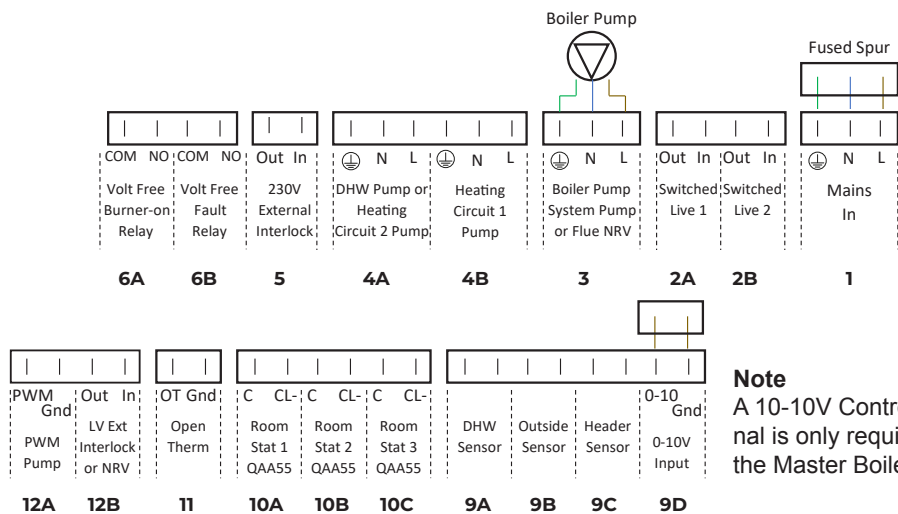 Boiler Pump
Fused Spur
COM NO COM NO Out In N L N L N L Out In Out In N L
Volt Free Volt Free 230V DHW Pump or Heating Boiler Pump Switched Switched Mains
Burner-on Fault External Heating Circuit 1 System Pump Live 1 Live 2 In
Relay Relay Interlock Circuit 2 Pump Pump or Flue NRV
6A 6B 5 4A 4B 3 2A 2B 1
PWM Gnd Out In OT Gnd C CL- C CL- C CL- 0-10 Gnd
PWM LV Ext Open Room Room Room DHW Outside Header 0-10V
Pump Interlock Therm Stat 1 Stat 2 Stat 3 Sensor Sensor Sensor Input
or NRV QAA55 QAA55 QAA55
12A 12B 11 10A 10B 10C 9A 9B 9C 9D
Note
A 10-10V Contr
nal is only requi
the Master Boile